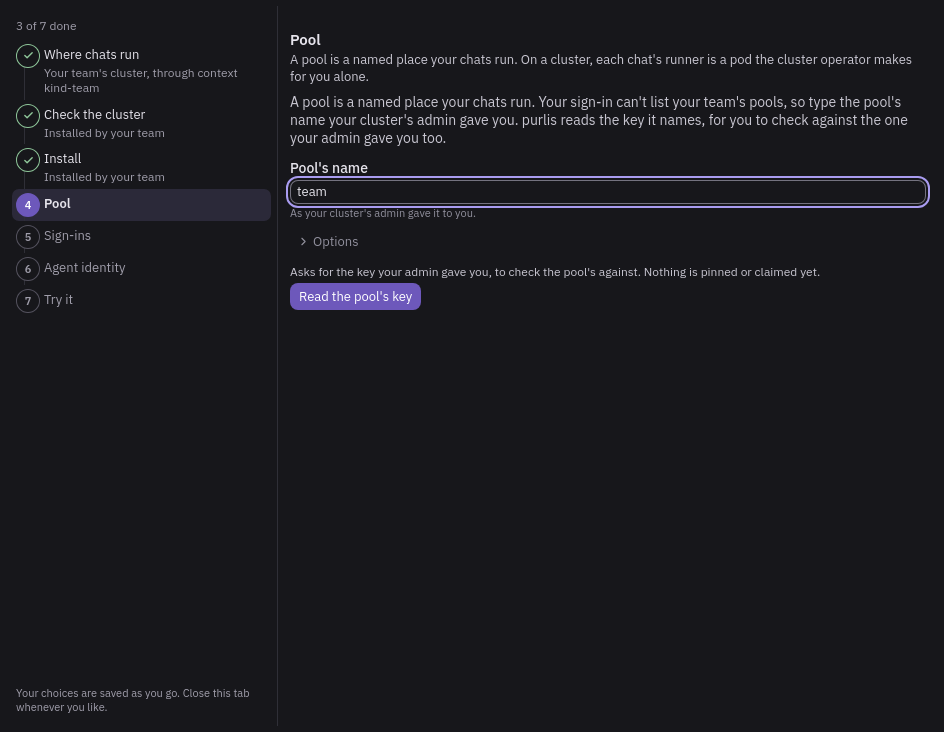 3 of 7 done
Where chats run
Your team's cluster, through context
kind-team
Check the cluster
Installed by your team
Install
Installed by your team
4 Pool
5 Sign-ins
6 Agent identity
7 Try it
Your choices are saved as you go. Close this tab
whenever you like.
Pool
A pool is a named place your chats run. On a cluster, each chat's runner is a pod the cluster operator makes
for you alone.
A pool is a named place your chats run. Your sign-in can't list your team's pools, so type the pool's
name your cluster's admin gave you. purlis reads the key it names, for you to check against the one
your admin gave you too.
Pool's name
team
As your cluster's admin gave it to you.
Options
Asks for the key your admin gave you, to check the pool's against. Nothing is pinned or claimed yet.
Read the pool's key